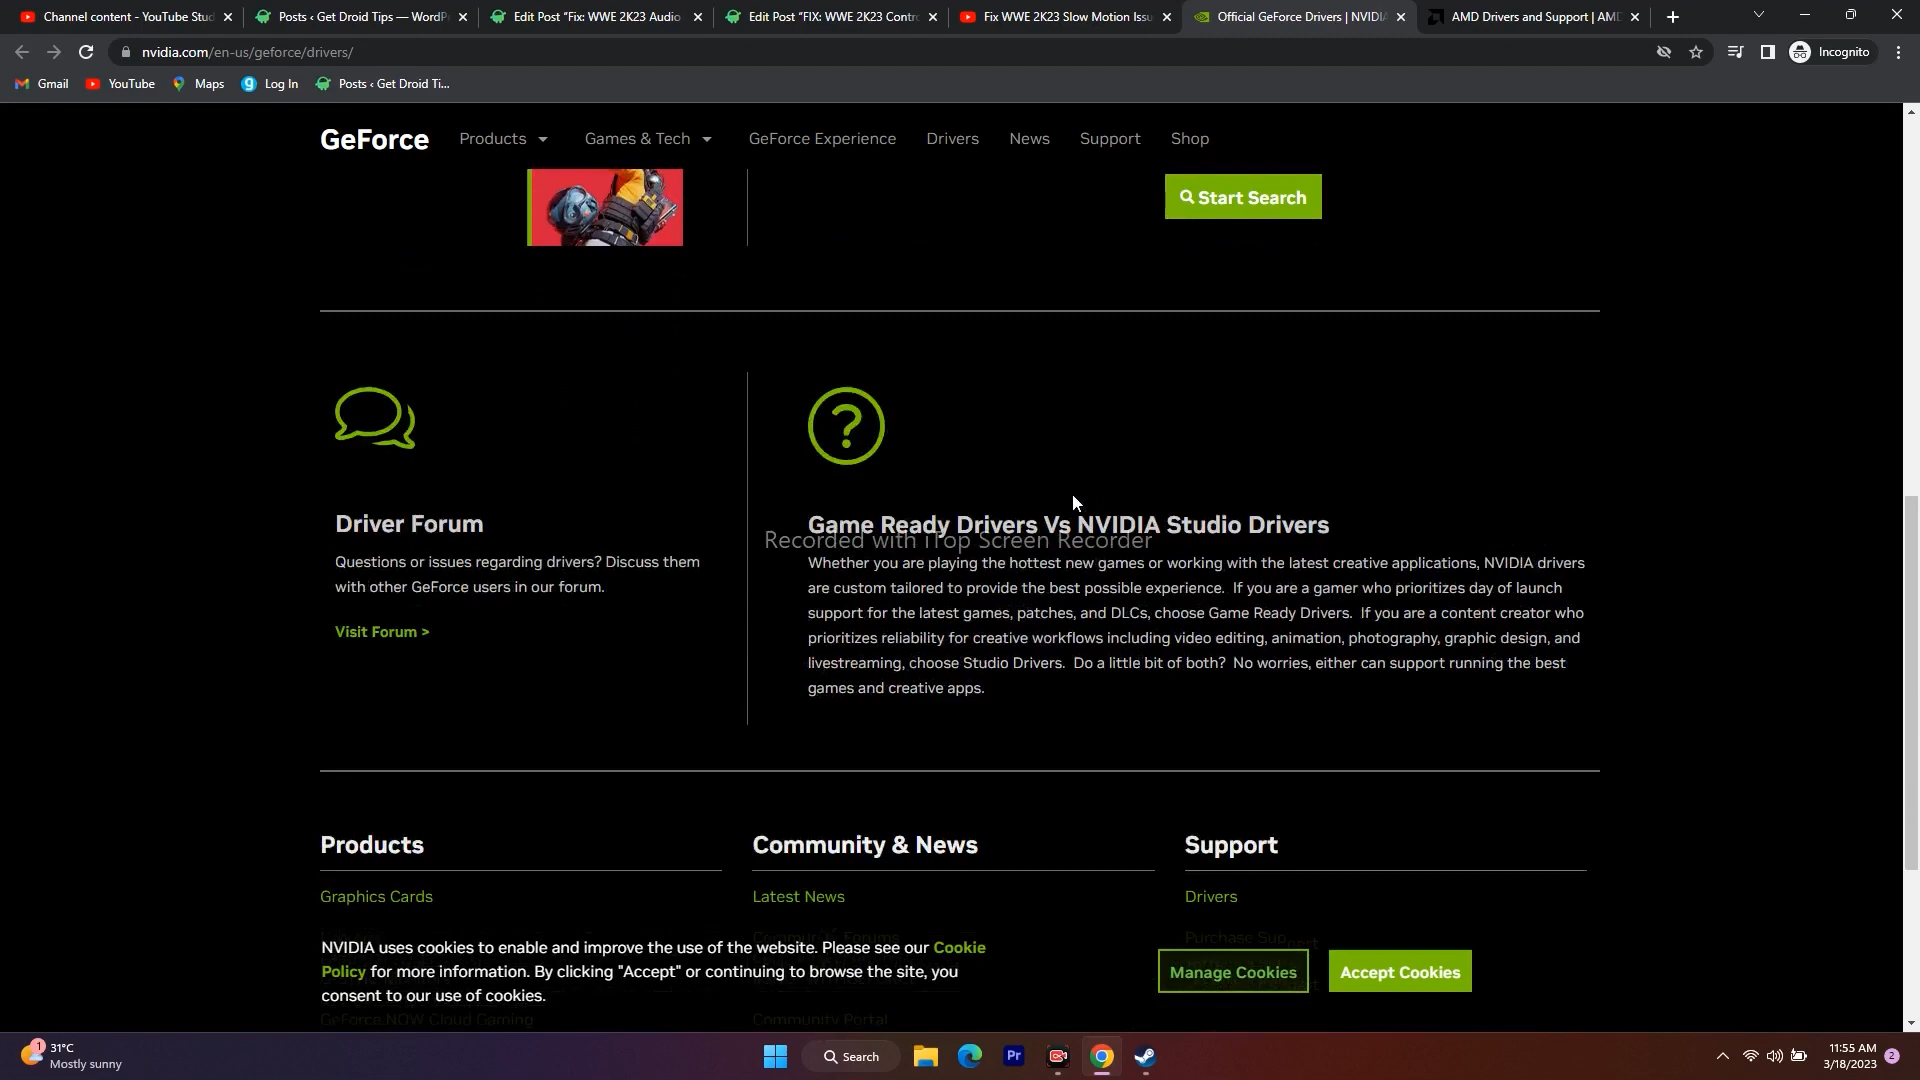 Channel content - YouTube Stud
Posts ‹ Get Droid Tips — WordP
Edit Post “Fix: WWE 2K23 Audio
Edit Post “FIX: WWE 2K23 Contro
Fix WWE 2K23 Slow Motion Issu
Official GeForce Drivers | NVIDIA
AMD Drivers and Support | AMD
nvidia.com/en-us/geforce/drivers/
Incognito
Gmail
YouTube
Maps
Log In
Posts ‹ Get Droid Ti...
GeForce
Products
Games & Tech
GeForce Experience
Drivers
News
Support
Shop
Start Search
Driver Forum
Questions or issues regarding drivers? Discuss them
with other GeForce users in our forum.
Visit Forum >
Game Ready Drivers Vs NVIDIA Studio Drivers
Recorded with iTop Screen Recorder
Whether you are playing the hottest new games or working with the latest creative applications, NVIDIA drivers
are custom tailored to provide the best possible experience. If you are a gamer who prioritizes day of launch
support for the latest games, patches, and DLCs, choose Game Ready Drivers. If you are a content creator who
prioritizes reliability for creative workflows including video editing, animation, photography, graphic design, and
livestreaming, choose Studio Drivers. Do a little bit of both? No worries, either can support running the best
games and creative apps.
Products
Community & News
Support
Graphics Cards
Latest News
Drivers
Community Forums
NVIDIA uses cookies to enable and improve the use of the website. Please see our Cookie
Policy for more information. By clicking "Accept" or continuing to browse the site, you
consent to our use of cookies.
Manage Cookies
Accept Cookies
GeForce NOW Cloud Gaming
Community Portal
1
31°C
Mostly sunny
Search
Pr
11:55 AM
3/18/2023
2